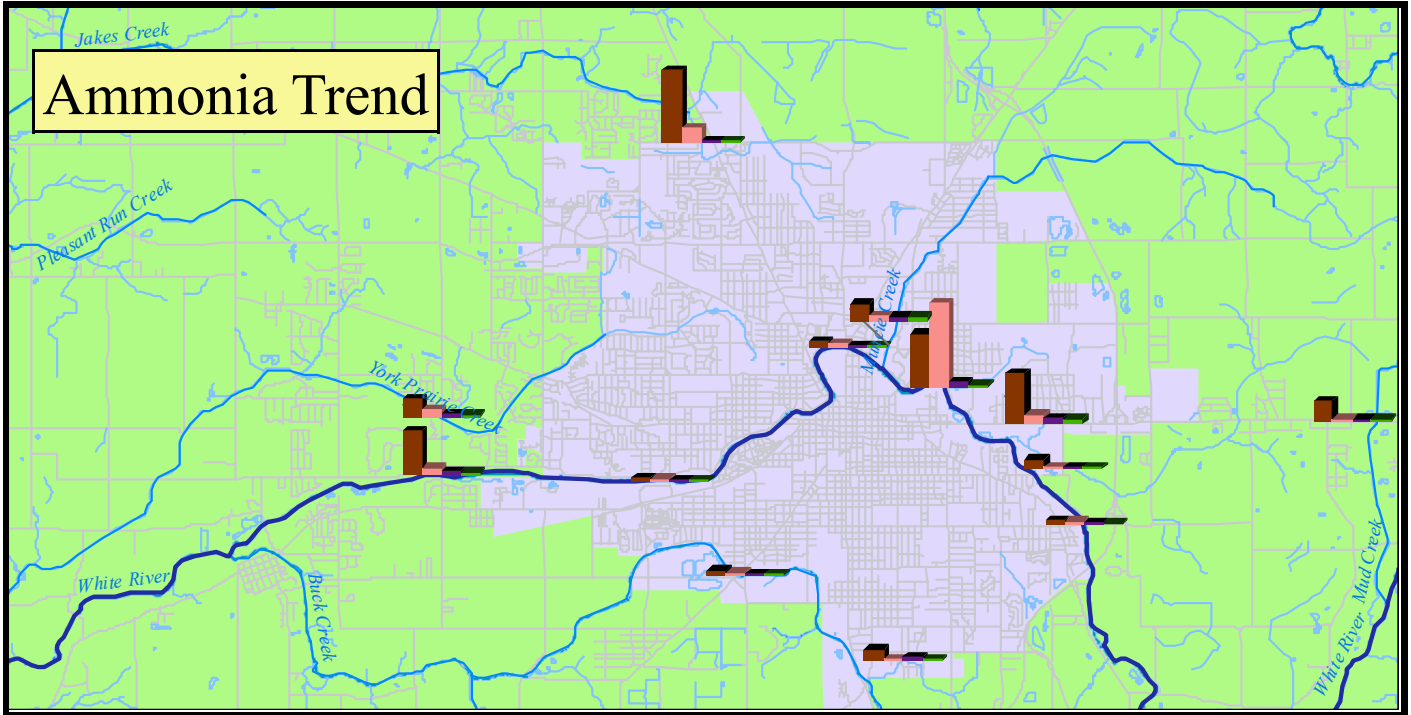 Jakes Creek
Ammonia Trend
Pleasant Run Creek
Muncie Creek
York Prairie Creek
White River
Buck Creek
White River
Mud Creek